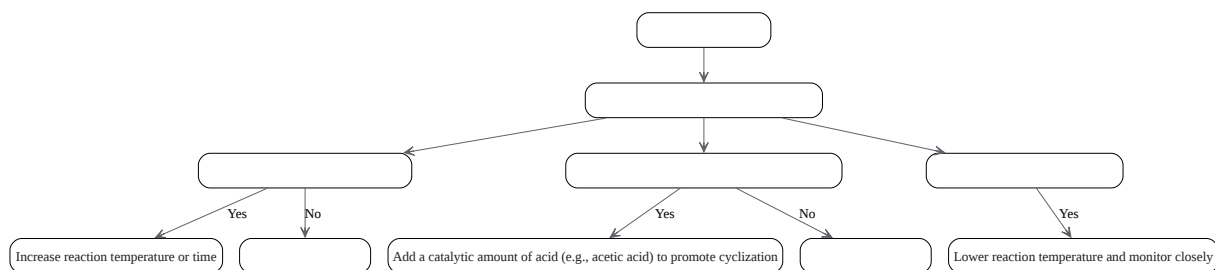 Yes
No
Yes
No
Yes
Increase reaction temperature or time
Add a catalytic amount of acid (e.g., acetic acid) to promote cyclization
Lower reaction temperature and monitor closely